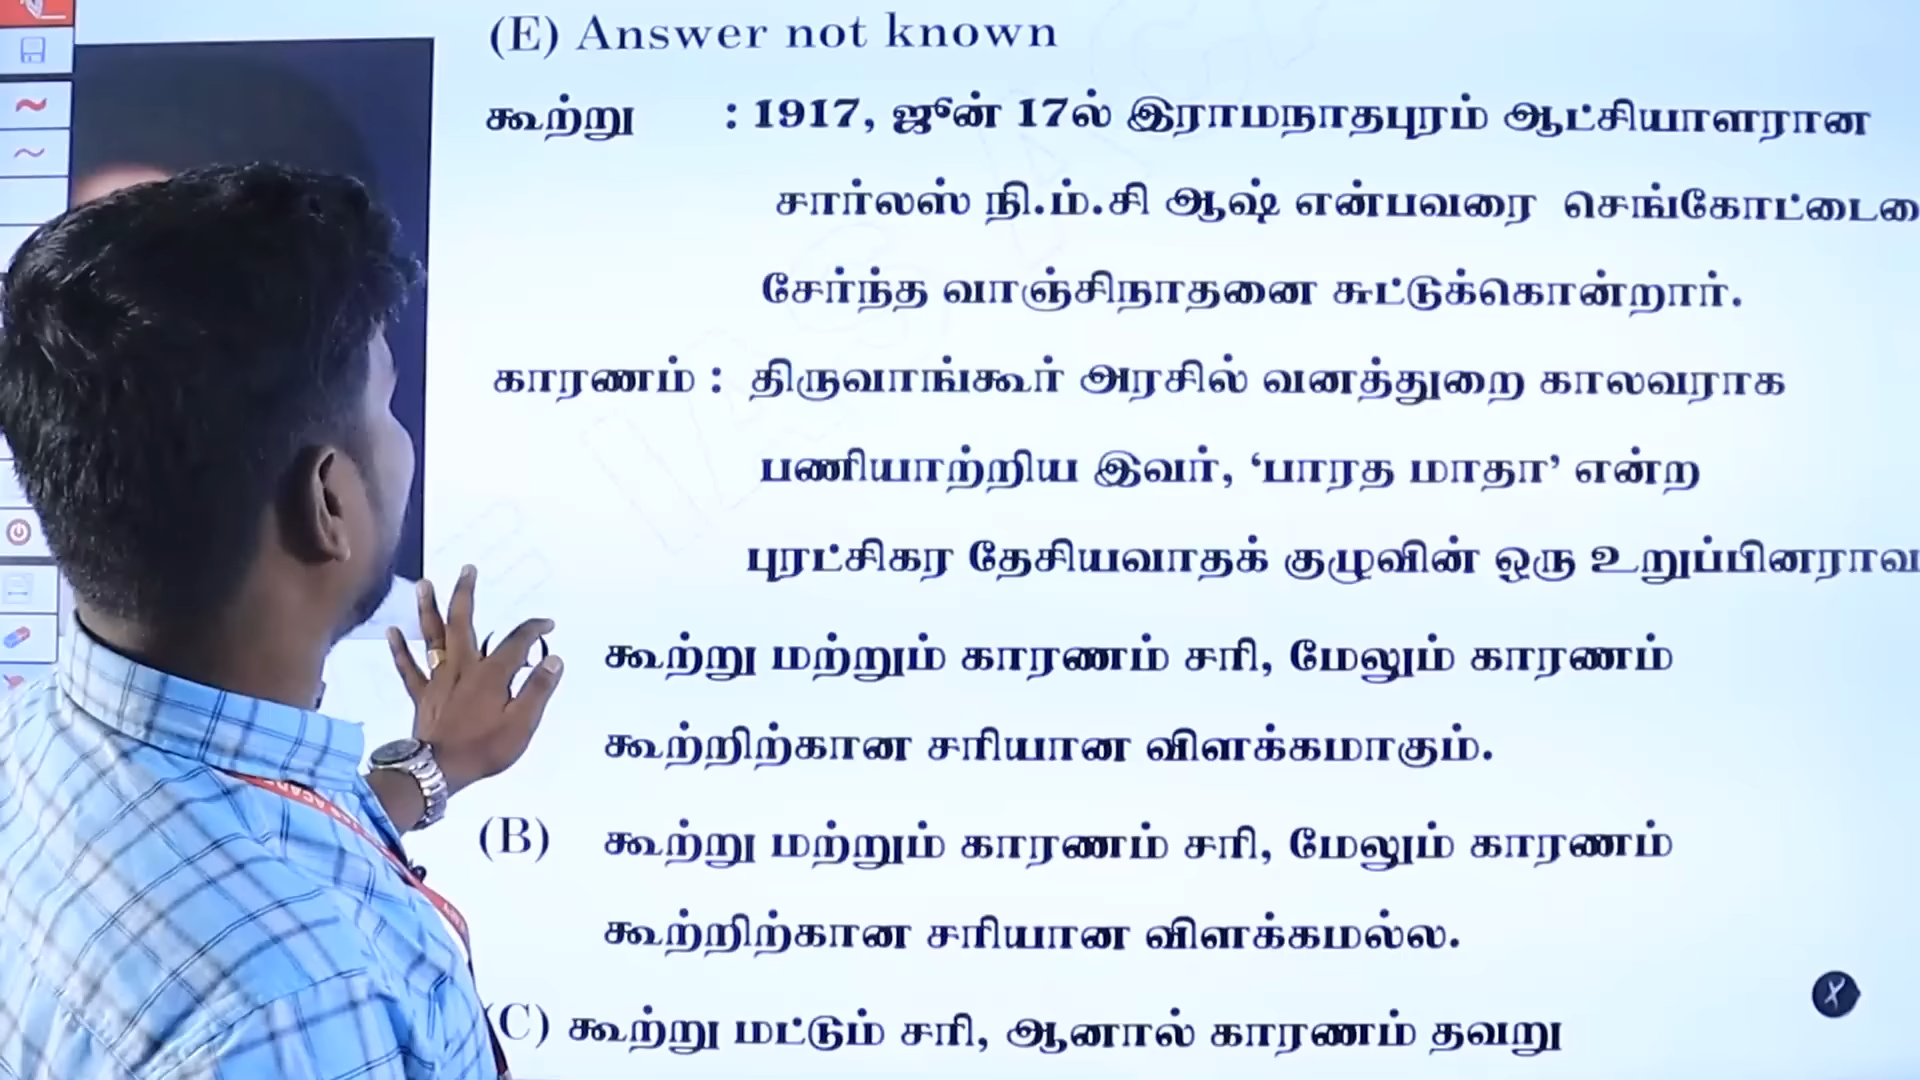 (E) Answer not known
கூற்று : 1917, ஜூன் 17ல் இராமநாதபுரம் ஆட்சியாளரான
சார்லஸ் நி.ம்.சி ஆஷ் என்பவரை செங்கோட்டை
சேர்ந்த வாஞ்சிநாதனை சுட்டுக்கொன்றார்.
காரணம் : திருவாங்கூர் அரசில் வனத்துறை காலவராக
பணியாற்றிய இவர், ‘பாரத மாதா’ என்ற
புரட்சிகர தேசியவாதக் குழுவின் ஒரு உறுப்பினராவ
கூற்று மற்றும் காரணம் சரி, மேலும் காரணம்
கூற்றிற்கான சரியான விளக்கமாகும்.
(B) கூற்று மற்றும் காரணம் சரி, மேலும் காரணம்
கூற்றிற்கான சரியான விளக்கமல்ல.
(C) கூற்று மட்டும் சரி, ஆனால் காரணம் தவறு